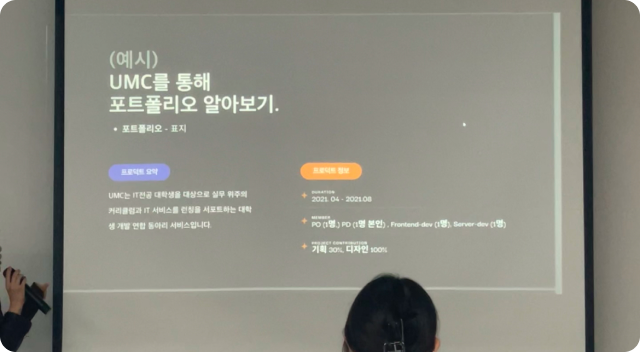 (예시)
UMC를 통해
포트폴리오 알아보기.
• 포트폴리오 - 표지
프로덕트 요약
UMC는 IT전공 대학생을 대상으로 실무 위주의
커리큘럼과 IT 서비스를 런칭을 서포트하는 대학
생 개발 연합 동아리 서비스입니다.
프로덕트 정보
DURATION
2021. 04 - 2021.08
MEMBER
PO (1명,) PD (1명 본인) , Frontend-dev (1명), Server-dev (1명)
PROJECT CONTRIBUTION
기획 30%, 디자인 100%